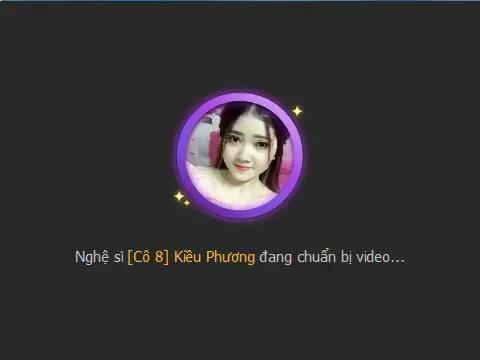 Nghệ sĩ [Cô 8] Kiều Phương đang chuẩn bị video...